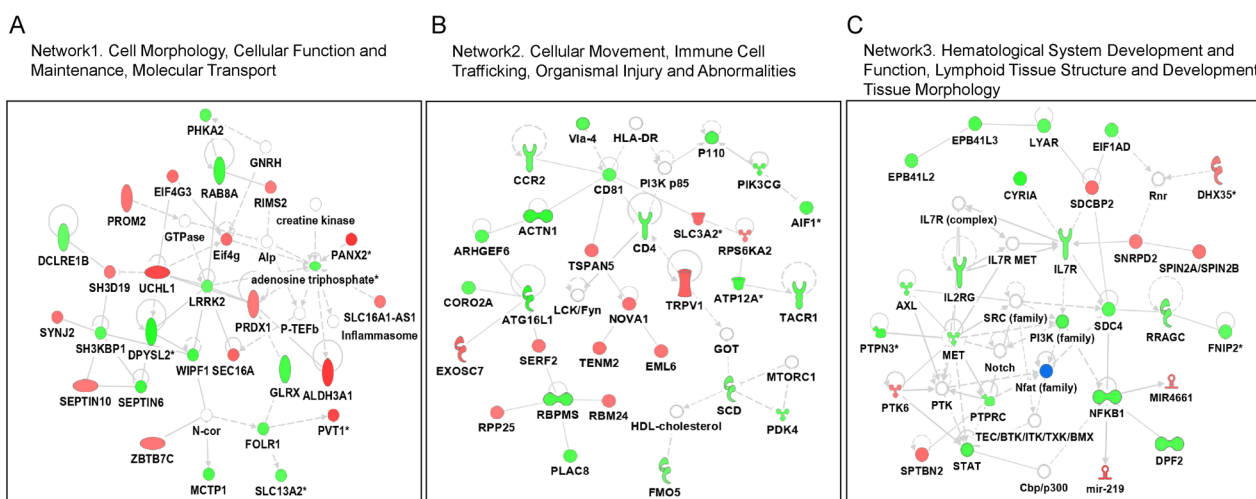 A
Network1. Cell Morphology, Cellular Function and
Maintenance, Molecular Transport
PHKA2
GNRH
EIF4G3
RAB8A
RIMS2
PROM2
creatine kinase
GTPase
Eif4g
Alp
PANX2*
DCLRE1B
adenosine triphosphate*
SH3D19
UCHL1
LRRK2
PRDX1
P-TEFb
SLC16A1-AS1
SYNJ2
Inflammasome
SH3KBP1
DPYSL2*
WIPF1
SEC16A
SEPTIN10
SEPTIN6
GLRX
ALDH3A1
N-cor
FOLR1
PVT1*
ZBTB7C
MCTP1
SLC13A2*
B
Network2. Cellular Movement, Immune Cell
Trafficking, Organismal Injury and Abnormalities
Vla-4
HLA-DR
P110
CCR2
CD81
PI3K p85
PIK3CG
ACTN1
AIF1*
ARHGEF6
SLC3A2*
CD4
RPS6KA2
TSPAN5
CORO2A
LCK/Fyn
TRPV1
ATP12A*
ATG16L1
NOVA1
TACR1
EXOSC7
SERF2
TENM2
EML6
GOT
MTORC1
RBPMS
RBM24
SCD
RPP25
HDL-cholesterol
PDK4
PLAC8
FMO5
C
Network3. Hematological System Development and
Function, Lymphoid Tissue Structure and Development
Tissue Morphology
EPB41L3
LYAR
EIF1AD
EPB41L2
CYRIA
SDCBP2
Rnr
DHX35*
IL7R (complex)
IL7R MET
IL7R
SNRPD2
SPIN2A/SPIN2B
AXL
IL2RG
SRC (family)
SDC4
RRAGC
PTPN3*
MET
PI3K (family)
FNIP2*
Notch
Nfat (family)
PTK6
PTK
PTPRC
NFKB1
MIR4661
TEC/BTK/ITK/TXK/BMX
SPTBN2
STAT
DPF2
Cbp/p300
mir-219